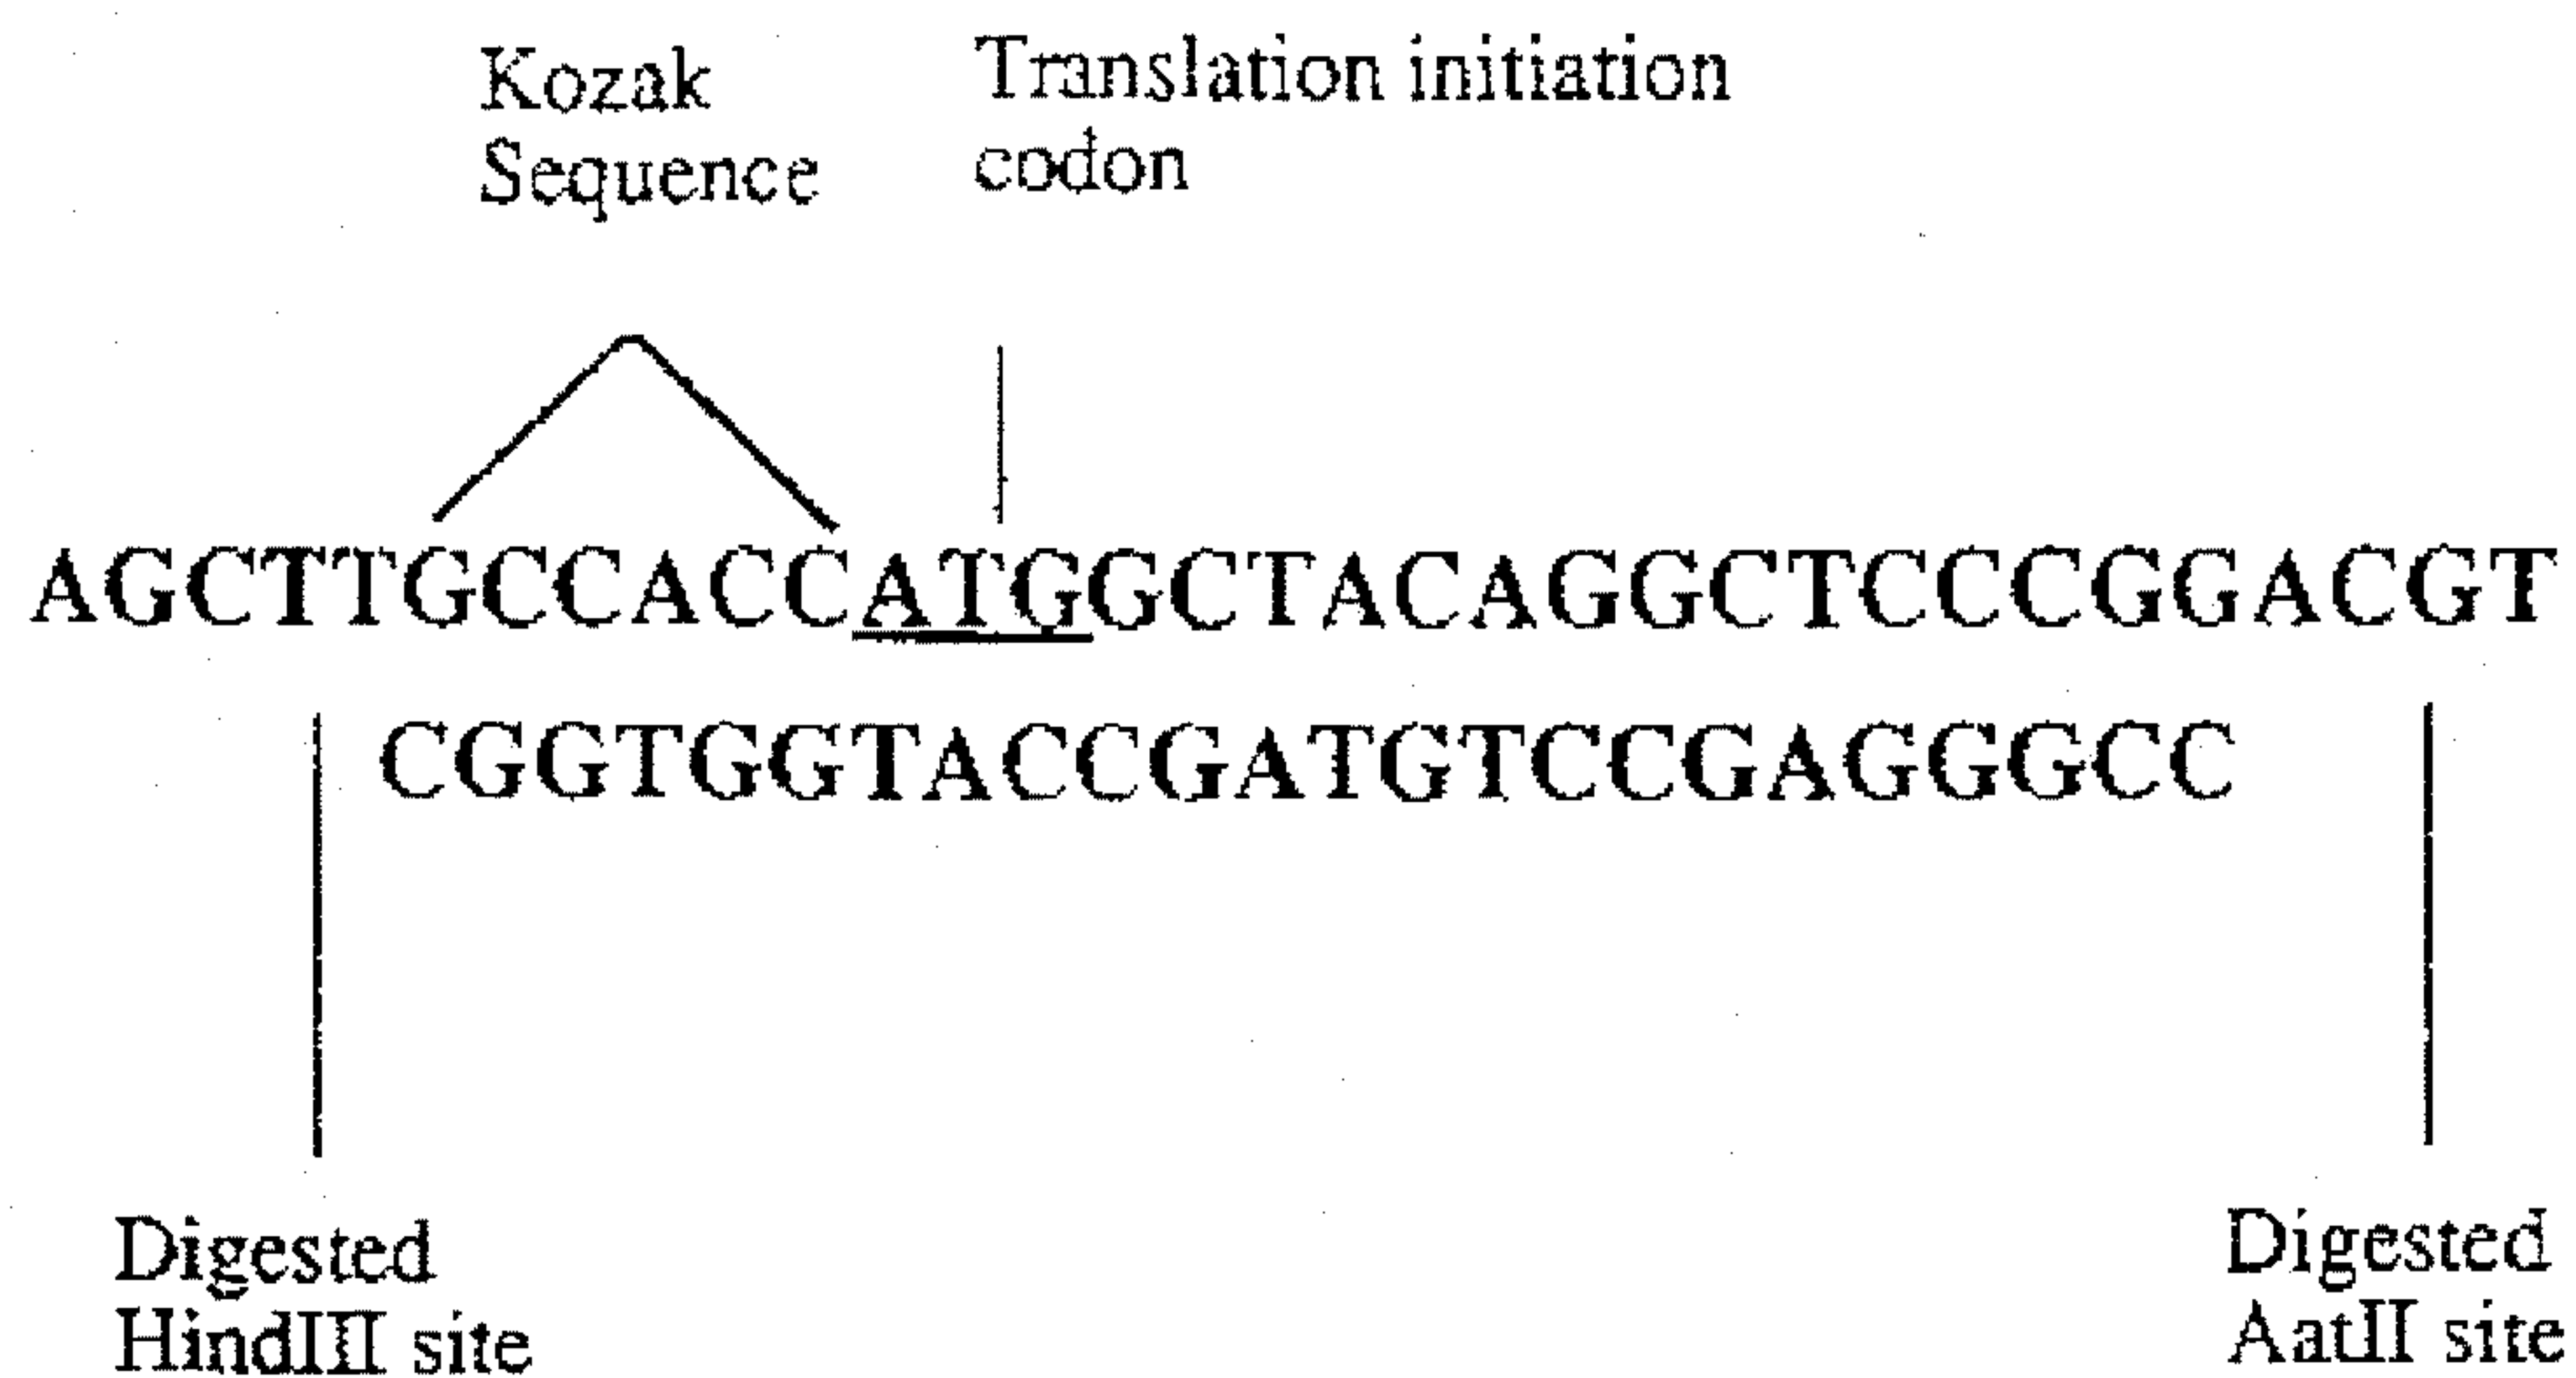 Kozak
Sequence
Translation initiation
codon
AGCTTGCCACCATGGCTACAGGCTCCCGGACGT
CGGTGGTACCGATGTCCGAGGGCC
Digested
HindIII site
Digested
AatII site